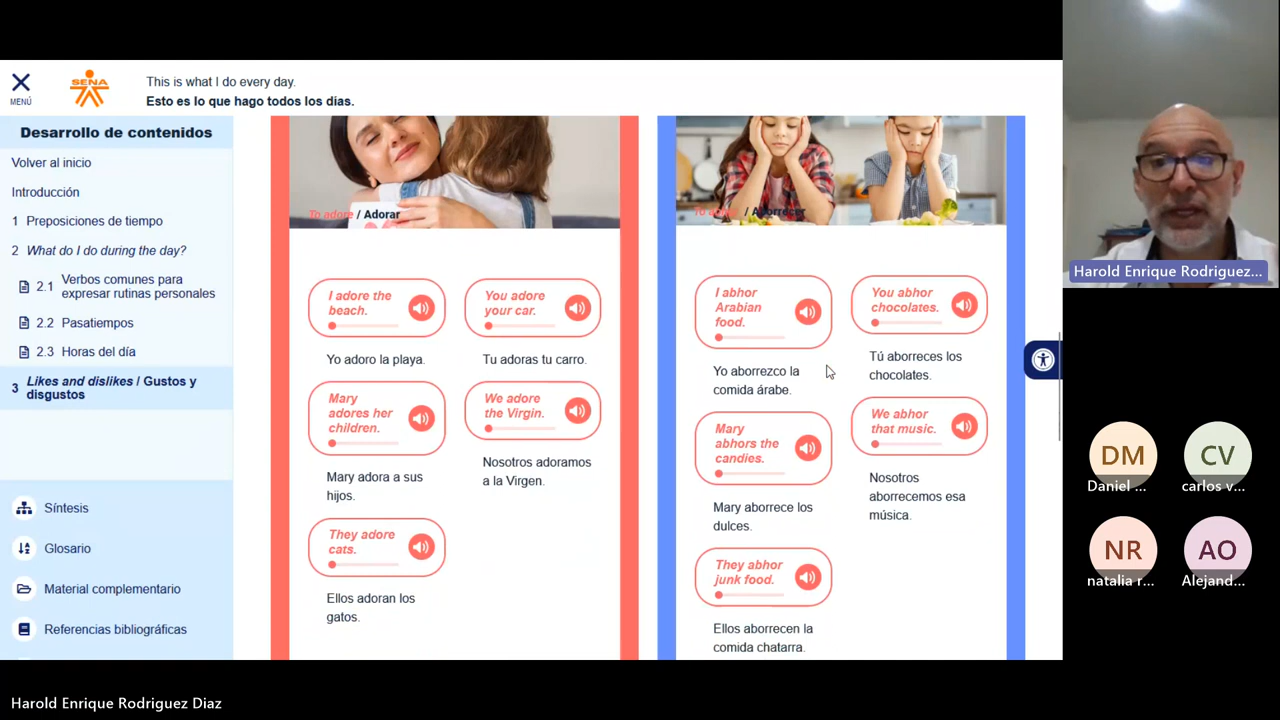 MENÚ
SENA
This is what I do every day.
Esto es lo que hago todos los días.
Desarrollo de contenidos
Volver al inicio
Introducción
1 Preposiciones de tiempo
2 What do I do during the day?
2.1 Verbos comunes para
expresar rutinas personales
2.2 Pasatiempos
2.3 Horas del día
3 Likes and dislikes / Gustos y
disgustos
Síntesis
Glosario
Material complementario
Referencias bibliográficas
To adore / Adorar
I adore the
beach.
Yo adoro la playa.
You adore
your car.
Tu adoras tu carro.
Mary
adores her
children.
Mary adora a sus
hijos.
We adore
the Virgin.
Nosotros adoramos
a la Virgen.
They adore
cats.
Ellos adoran los
gatos.
/ Aborrecer
I abhor
Arabian
food.
Yo aborrezco la
comida árabe.
You abhor
chocolates.
Tú aborreces los
chocolates.
Mary
abhors the
candies.
Mary aborrece los
dulces.
We abhor
that music.
Nosotros
aborrecemos esa
música.
They abhor
junk food.
Ellos aborrecen la
comida chatarra.
Harold Enrique Rodriguez...
DM
Daniel ...
CV
carlos v...
NR
natalia r...
AO
Alejand...
Harold Enrique Rodriguez Diaz